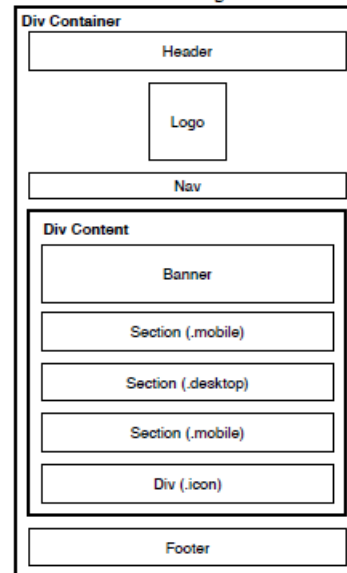 Div Container
Header
Logo
Nav
Div Content
Banner
Section (.mobile)
Section (.desktop)
Section (.mobile)
Div (.icon)
Footer